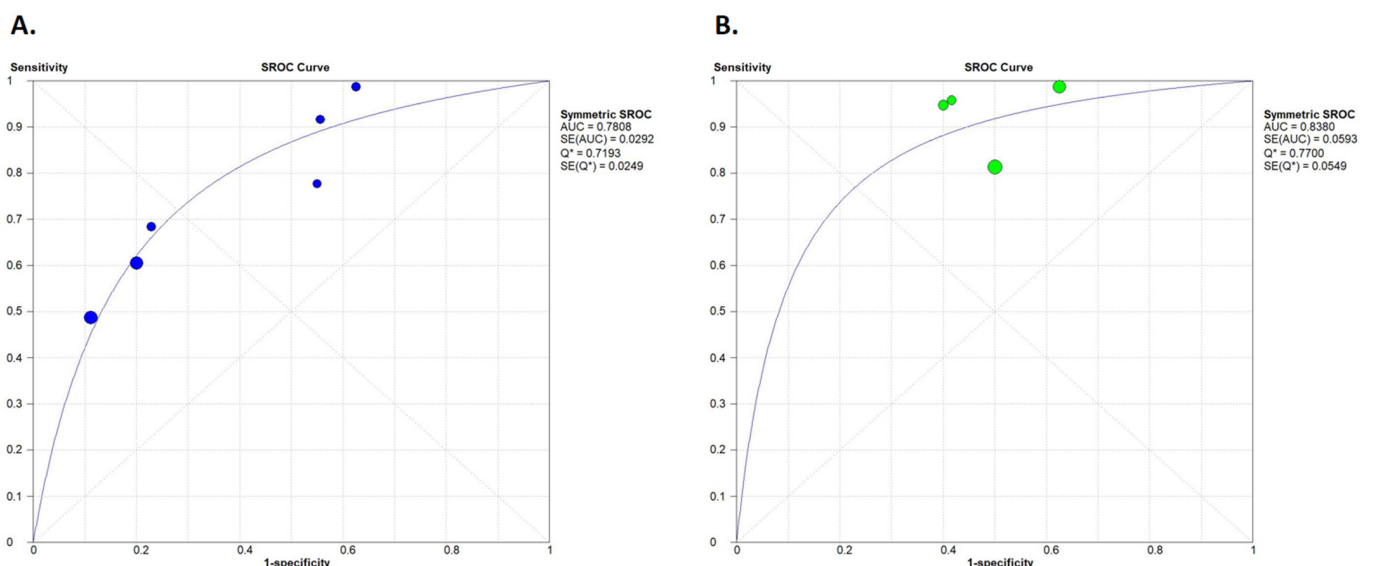 A.
Sensitivity SROC Curve
1
0.9
0.8
0.7
0.6
0.5
0.4
0.3
0.2
0.1
0
0 0.2 0.4 0.6 0.8 1
1-specificity
Symmetric SROC
AUC = 0.7808
SE(AUC) = 0.0292
Q* = 0.7193
SE(Q*) = 0.0249
B.
Sensitivity SROC Curve
1
0.9
0.8
0.7
0.6
0.5
0.4
0.3
0.2
0.1
0
0 0.2 0.4 0.6 0.8 1
1-specificity
Symmetric SROC
AUC = 0.8380
SE(AUC) = 0.0593
Q* = 0.7700
SE(Q*) = 0.0549